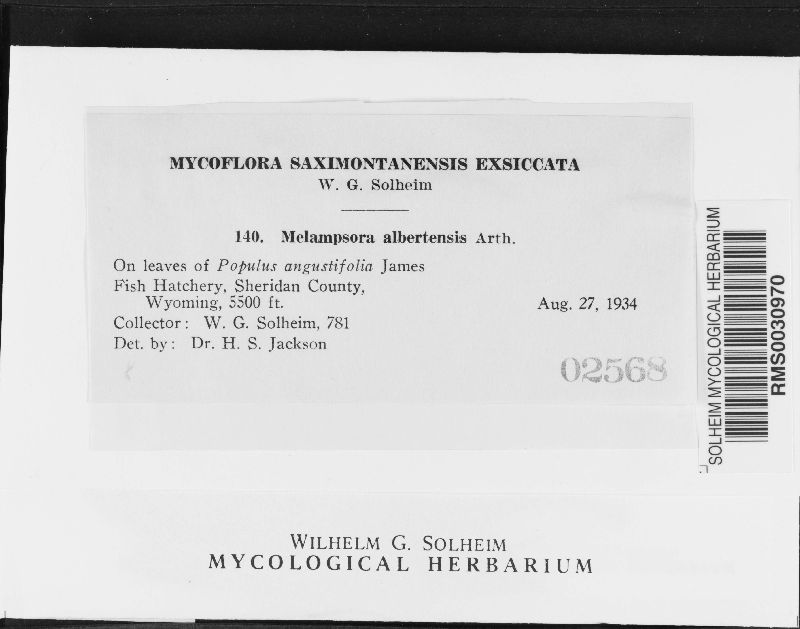 MYCOFLORA SAXIMONTANENSIS EXSICCATA
W. G. Solheim
140. Melampsora albertensis Arth.
On leaves of Populus angustifolia James
Fish Hatchery, Sheridan County,
Wyoming, 5500 ft.
Aug. 27, 1934
Collector: W. G. Solheim, 781
Det. by: Dr. H. S. Jackson
02568
SOLHEIM MYCOLOGICAL HERBARIUM
RMS0030970
WILHELM G. SOLHEIM
MYCOLOGICAL HERBARIUM